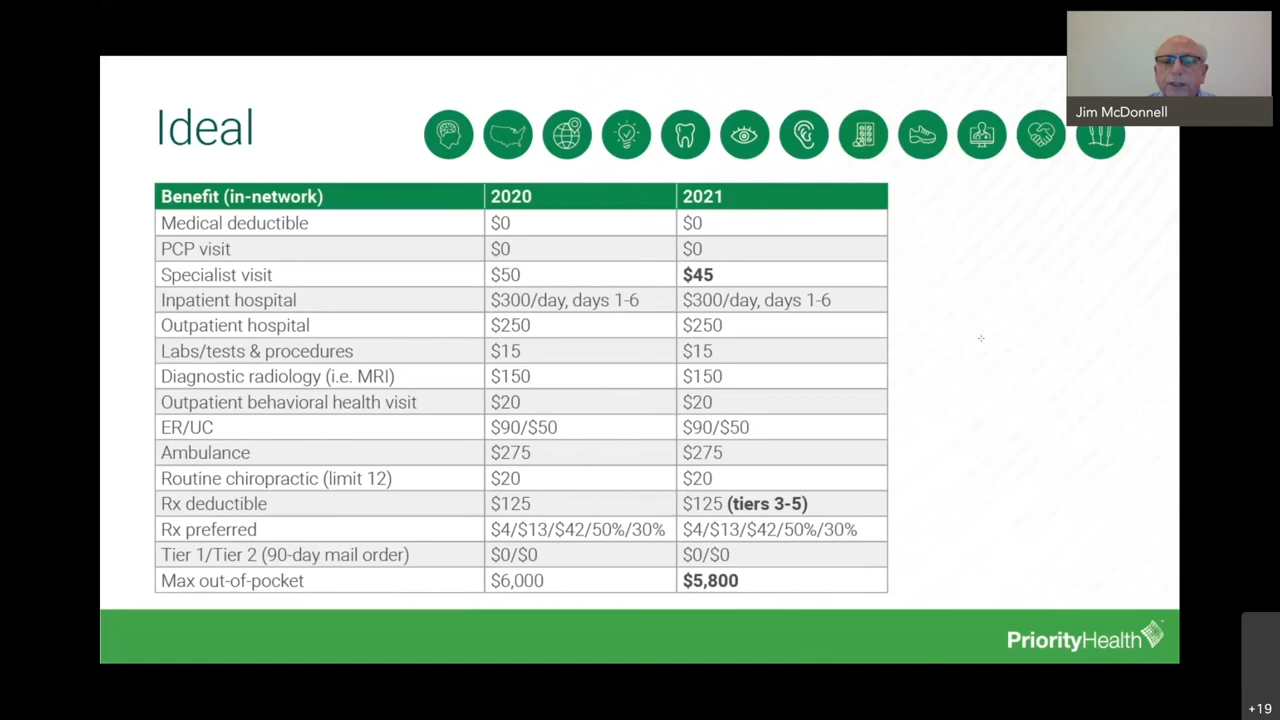 Jim McDonnell
Ideal
Benefit (in-network) 2020 2021
Medical deductible $0 $0
PCP visit $0 $0
Specialist visit $50 $45
Inpatient hospital $300/day, days 1-6 $300/day, days 1-6
Outpatient hospital $250 $250
Labs/tests & procedures $15 $15
Diagnostic radiology (i.e. MRI) $150 $150
Outpatient behavioral health visit $20 $20
ER/UC $90/$50 $90/$50
Ambulance $275 $275
Routine chiropractic (limit 12) $20 $20
Rx deductible $125 $125 (tiers 3-5)
Rx preferred $4/$13/$42/50%/30% $4/$13/$42/50%/30%
Tier 1/Tier 2 (90-day mail order) $0/$0 $0/$0
Max out-of-pocket $6,000 $5,800
PriorityHealth
+19